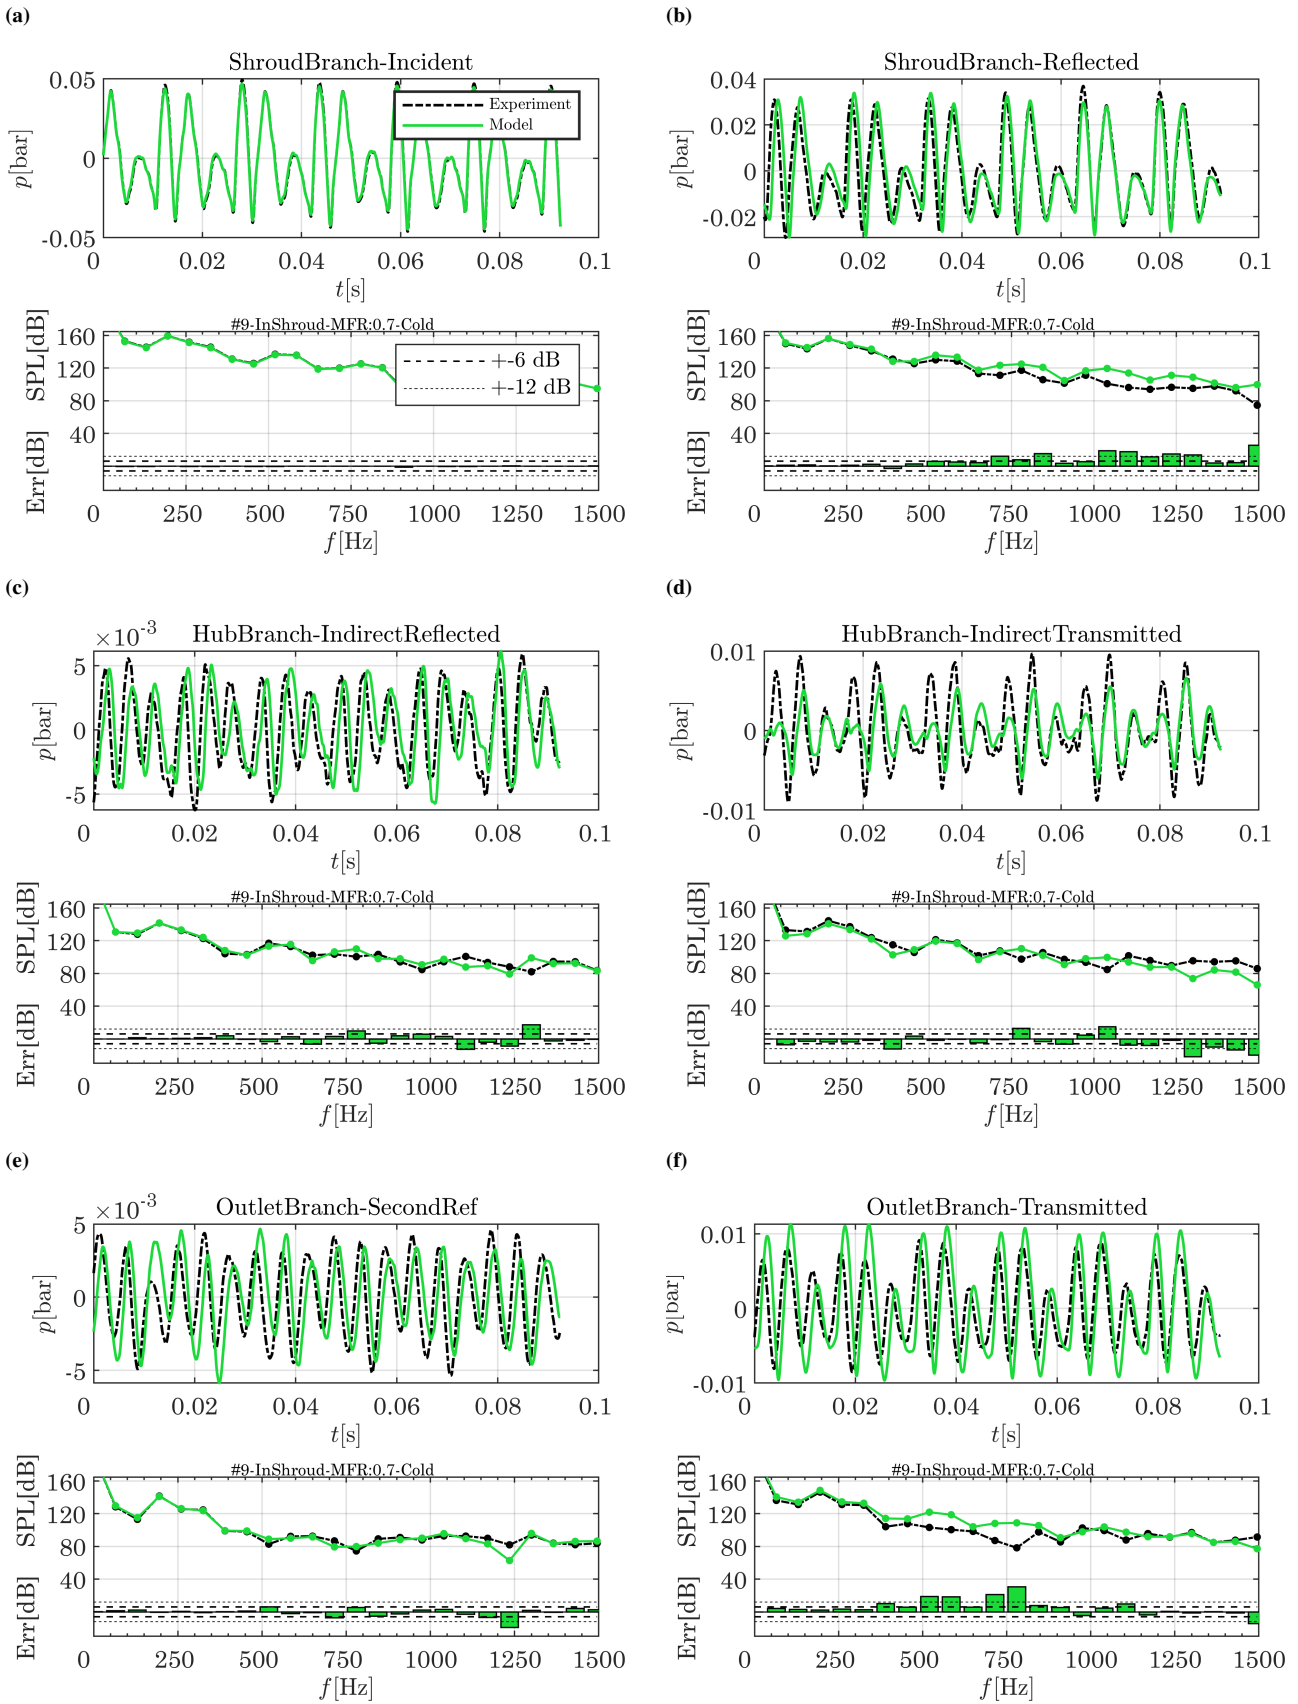 (a)
ShroudBranch-Incident
0.05
0
-0.05
p[bar]
Experiment
Model
0 0.02 0.04 0.06 0.08 0.1
t[s]
#9-InShroud-MFR:0.7-Cold
160
120
80
40
SPL[dB]
Err[dB]
+-6 dB
+-12 dB
0 250 500 750 1000 1250 1500
f[Hz]
(b)
ShroudBranch-Reflected
0.04
0.02
0
-0.02
p[bar]
0 0.02 0.04 0.06 0.08 0.1
t[s]
#9-InShroud-MFR:0.7-Cold
160
120
80
40
SPL[dB]
Err[dB]
0 250 500 750 1000 1250 1500
f[Hz]
(c)
×10-3
HubBranch-IndirectReflected
5
0
-5
p[bar]
0 0.02 0.04 0.06 0.08 0.1
t[s]
#9-InShroud-MFR:0.7-Cold
160
120
80
40
SPL[dB]
Err[dB]
0 250 500 750 1000 1250 1500
f[Hz]
(d)
HubBranch-IndirectTransmitted
0.01
0
-0.01
p[bar]
0 0.02 0.04 0.06 0.08 0.1
t[s]
#9-InShroud-MFR:0.7-Cold
160
120
80
40
SPL[dB]
Err[dB]
0 250 500 750 1000 1250 1500
f[Hz]
(e)
×10-3
OutletBranch-SecondRef
5
0
-5
p[bar]
0 0.02 0.04 0.06 0.08 0.1
t[s]
#9-InShroud-MFR:0.7-Cold
160
120
80
40
SPL[dB]
Err[dB]
0 250 500 750 1000 1250 1500
f[Hz]
(f)
OutletBranch-Transmitted
0.01
0
-0.01
p[bar]
0 0.02 0.04 0.06 0.08 0.1
t[s]
#9-InShroud-MFR:0.7-Cold
160
120
80
40
SPL[dB]
Err[dB]
0 250 500 750 1000 1250 1500
f[Hz]